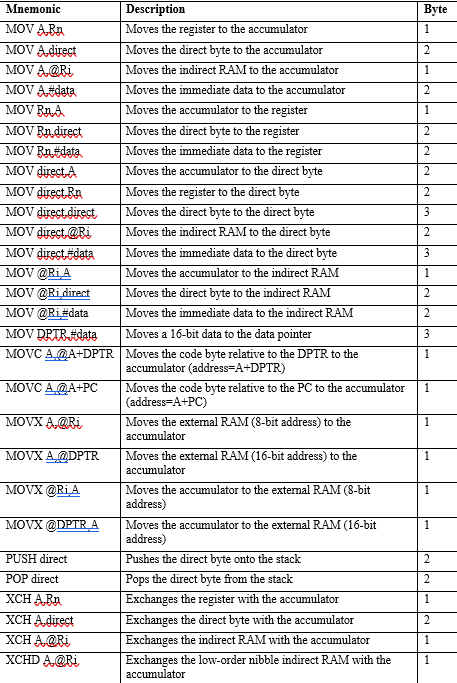 Mnemonic Description Byte
MOV A,Rn Moves the register to the accumulator 1
MOV A,direct Moves the direct byte to the accumulator 2
MOV A,@Ri Moves the indirect RAM to the accumulator 1
MOV A,#data Moves the immediate data to the accumulator 2
MOV Rn,A Moves the accumulator to the register 1
MOV Rn,direct Moves the direct byte to the register 2
MOV Rn,#data Moves the immediate data to the register 2
MOV direct,A Moves the accumulator to the direct byte 2
MOV direct,Rn Moves the register to the direct byte 2
MOV direct,direct Moves the direct byte to the direct byte 3
MOV direct,@Ri Moves the indirect RAM to the direct byte 2
MOV direct,#data Moves the immediate data to the direct byte 3
MOV @Ri,A Moves the accumulator to the indirect RAM 1
MOV @Ri,direct Moves the direct byte to the indirect RAM 2
MOV @Ri,#data Moves the immediate data to the indirect RAM 2
MOV DPTR,#data Moves a 16-bit data to the data pointer 3
MOVC A,@A+DPTR Moves the code byte relative to the DPTR to the 1
accumulator (address=A+DPTR)
MOVC A,@A+PC Moves the code byte relative to the PC to the accumulator 1
(address=A+PC)
MOVX A,@Ri Moves the external RAM (8-bit address) to the 1
accumulator
MOVX A,@DPTR Moves the external RAM (16-bit address) to the 1
accumulator
MOVX @Ri,A Moves the accumulator to the external RAM (8-bit 1
address)
MOVX @DPTR,A Moves the accumulator to the external RAM (16-bit 1
address)
PUSH direct Pushes the direct byte onto the stack 2
POP direct Pops the direct byte from the stack 2
XCH A,Rn Exchanges the register with the accumulator 1
XCH A,direct Exchanges the direct byte with the accumulator 2
XCH A,@Ri Exchanges the indirect RAM with the accumulator 1
XCHD A,@Ri Exchanges the low-order nibble indirect RAM with the 1
accumulator